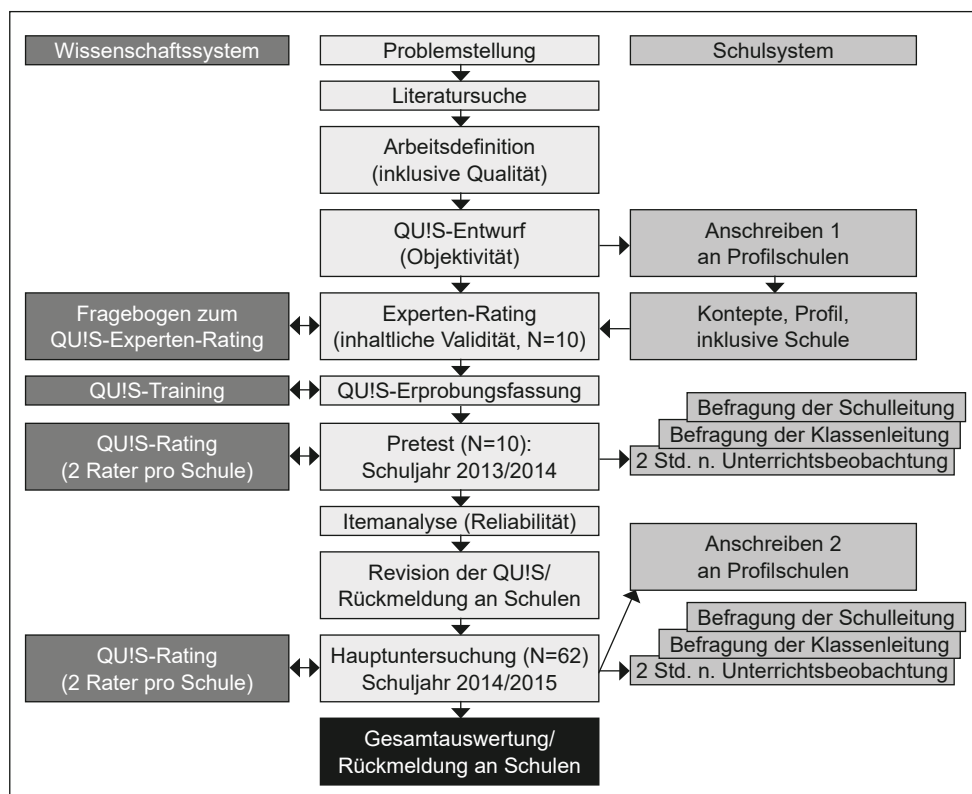 Wissenschaftssystem
Problemstellung
Schulsystem
Literatursuche
Arbeitsdefinition
(inklusive Qualität)
QU!S-Entwurf
(Objektivität)
Anschreiben 1
an Profilschulen
Fragebogen zum
QU!S-Experten-Rating
Experten-Rating
(inhaltliche Validität, N=10)
Kontepte, Profil,
inklusive Schule
QU!S-Training
QU!S-Erprobungsfassung
QU!S-Rating
(2 Rater pro Schule)
Pretest (N=10):
Schuljahr 2013/2014
Befragung der Schulleitung
Befragung der Klassenleitung
2 Std. n. Unterrichtsbeobachtung
Itemanalyse (Reliabilität)
Revision der QU!S/
Rückmeldung an Schulen
Anschreiben 2
an Profilschulen
QU!S-Rating
(2 Rater pro Schule)
Hauptuntersuchung (N=62)
Schuljahr 2014/2015
Befragung der Schulleitung
Befragung der Klassenleitung
2 Std. n. Unterrichtsbeobachtung
Gesamtauswertung/
Rückmeldung an Schulen